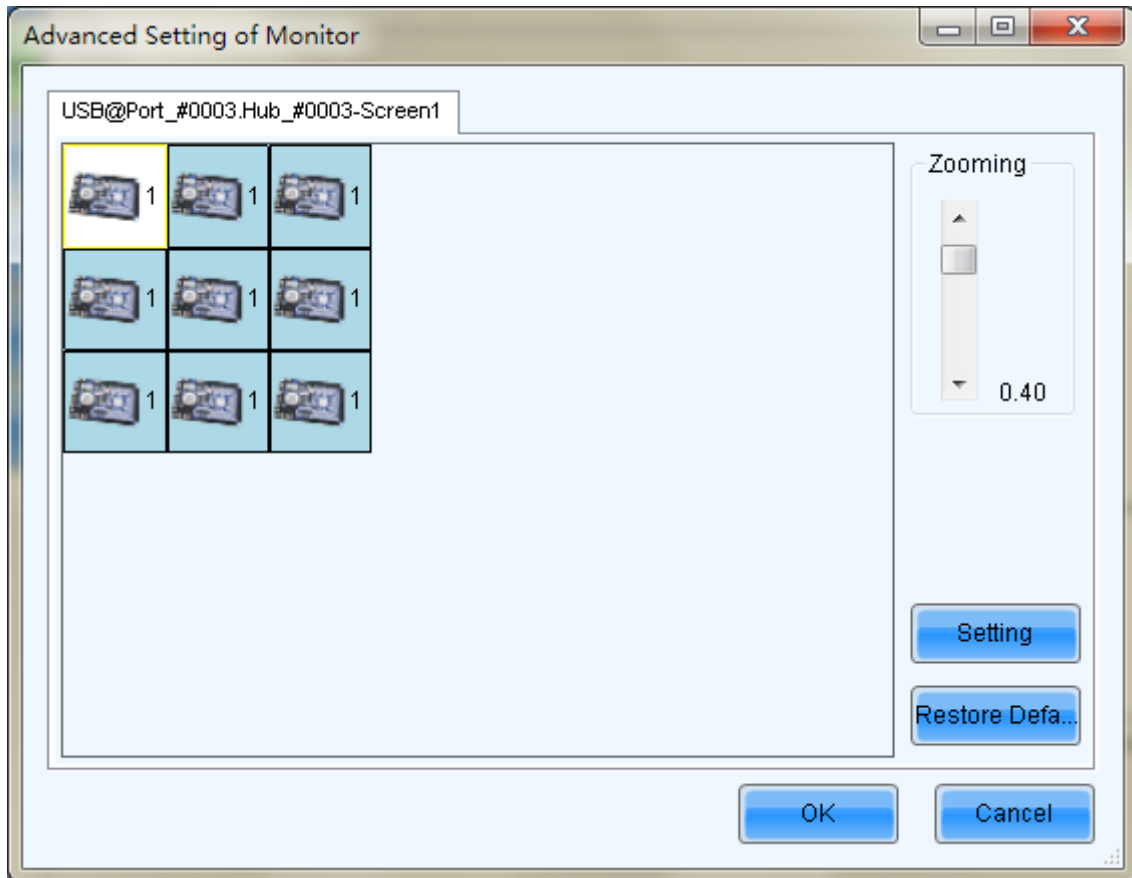 Advanced Setting of Monitor
USB@Port_#0003.Hub_#0003-Screen1
Zooming
1 1 1
1 1 1
1 1 1
0.40
Setting
Restore Defa...
OK
Cancel